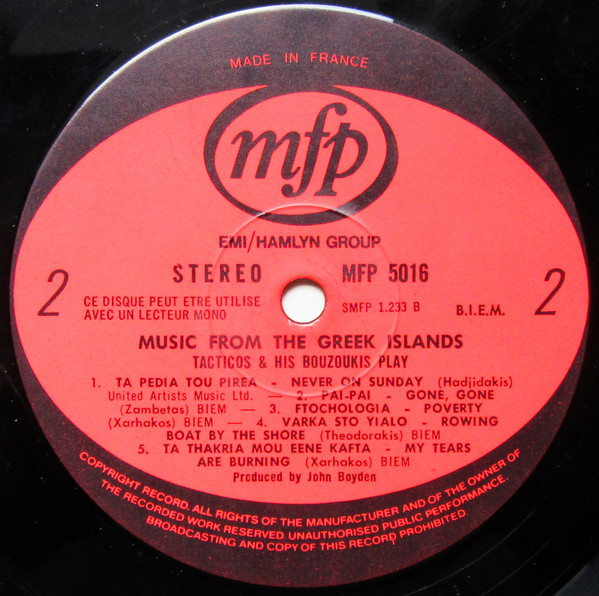 MADE IN FRANCE
mfp
EMI/HAMLYN GROUP
STEREO MFP 5016
2 CE DISQUE PEUT ETRE UTILISE SMFP 1.233 B B.I.E.M. 2
AVEC UN LECTEUR MONO
MUSIC FROM THE GREEK ISLANDS
TACTICOS & HIS BOUZOUKIS PLAY
1. TA PEDIA TOU PIREA - NEVER ON SUNDAY (Hadjidakis)
United Artists Music Ltd. — 2. PAI-PAI - GONE, GONE
(Zambetas) BIEM — 3. FTOCHOLOGIA - POVERTY
(Xarhakos) BIEM — 4. VARKA STO YIALO - ROWING
BOAT BY THE SHORE (Theodorakis) BIEM
5. TA THAKRIA MOU EENE KAFTA - MY TEARS
ARE BURNING (Xarhakos) BIEM
Produced by John Boyden
COPYRIGHT RECORD. ALL RIGHTS OF THE MANUFACTURER AND OF THE OWNER OF
THE RECORDED WORK RESERVED. UNAUTHORISED PUBLIC PERFORMANCE.
BROADCASTING AND COPY OF THIS RECORD PROHIBITED